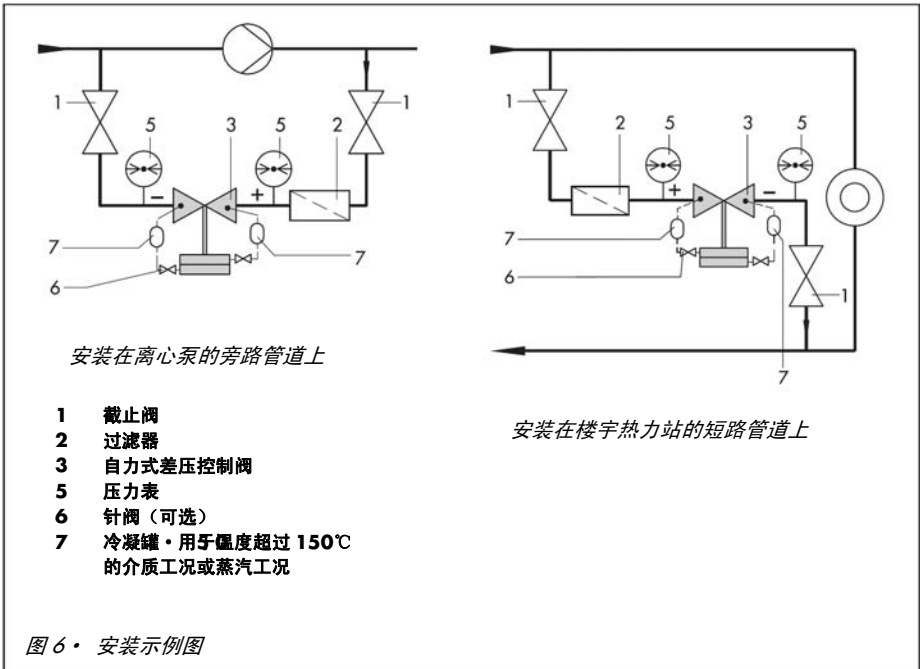 1
5
3
5
2
1
−
+
7
7
6
安装在离心泵的旁路管道上
1
2
5
3
5
+
−
7
6
1
7
安装在楼宇热力站的短路管道上
1 截止阀
2 过滤器
3 自力式差压控制阀
5 压力表
6 针阀（可选）
7 冷凝罐·用于温度超过 150℃
的介质工况或蒸汽工况
图 6· 安装示例图